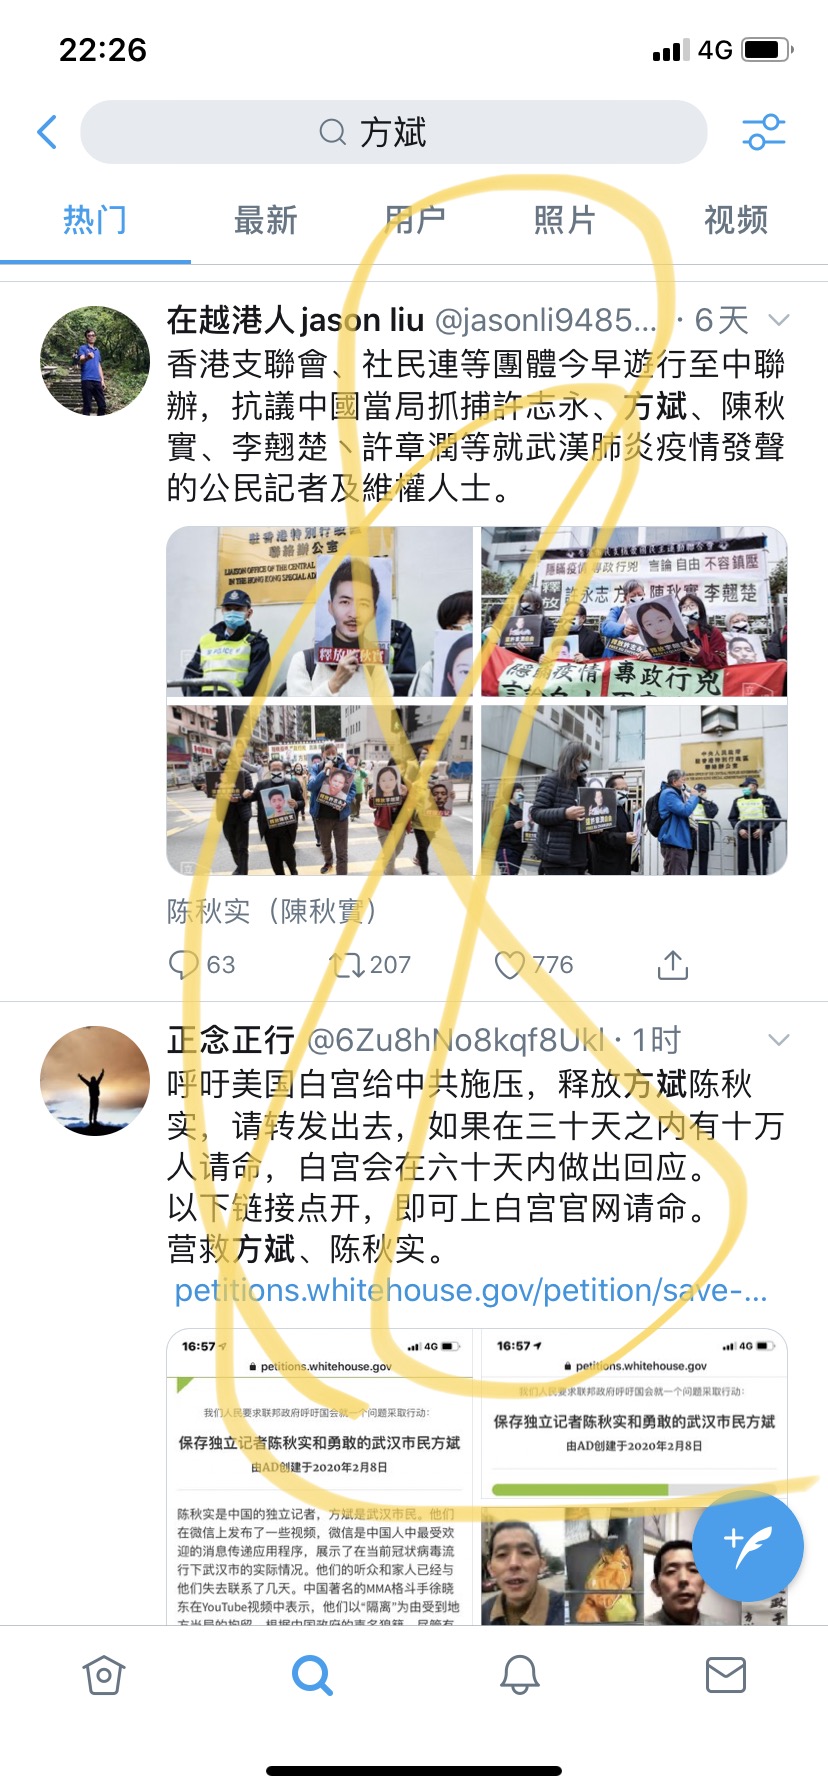 22:26
4G
方斌
热门 最新 用户 照片 视频
在越港人jason liu @jasonli9485... · 6天
香港支聯會、社民連等團體今早遊行至中聯
辦，抗議中國當局抓捕許志永、方斌、陳秋
實、李翹楚、許章潤等就武漢肺炎疫情發聲
的公民記者及維權人士。
駐香港特別行政區
聯絡辦公室
LIAISON OFFICE OF THE CENTRAL
IN THE HONG KONG SPECIAL AD
釋放陳秋實
隱瞞疫情 專政行兇 言論自由 不容鎮壓
釋放 許永志 方 陳秋實 李翹楚
隱瞞疫情 專政行兇
陈秋实（陳秋實）
63 207 776
正念正行 @6Zu8hNo8kqf8Ukl · 1时
呼吁美国白宫给中共施压，释放方斌陈秋
实，请转发出去，如果在三十天之内有十万
人请命，白宫会在六十天内做出回应。
以下链接点开，即可上白宫官网请命。
营救方斌、陈秋实。
petitions.whitehouse.gov/petition/save-...
16:57 4G
petitions.whitehouse.gov
我们人民要求联邦政府呼吁国会就一个问题采取行动:
保存独立记者陈秋实和勇敢的武汉市民方斌
由AD创建于2020年2月8日
陈秋实是中国的独立记者，方斌是武汉市民。他们
在微信上发布了一些视频，微信是中国人中最受欢
迎的消息传递应用程序，展示了在当前冠状病毒流
行下武汉市的实际情况。他们的听众和家人已经与
他们失去联系了几天。中国著名的MMA格斗手徐晓
东在YouTube视频中表示，他们以“隔离”为由受到地
16:57 4G
petitions.whitehouse.gov
我们人民要求联邦政府呼吁国会就一个问题采取行动:
保存独立记者陈秋实和勇敢的武汉市民方斌
由AD创建于2020年2月8日